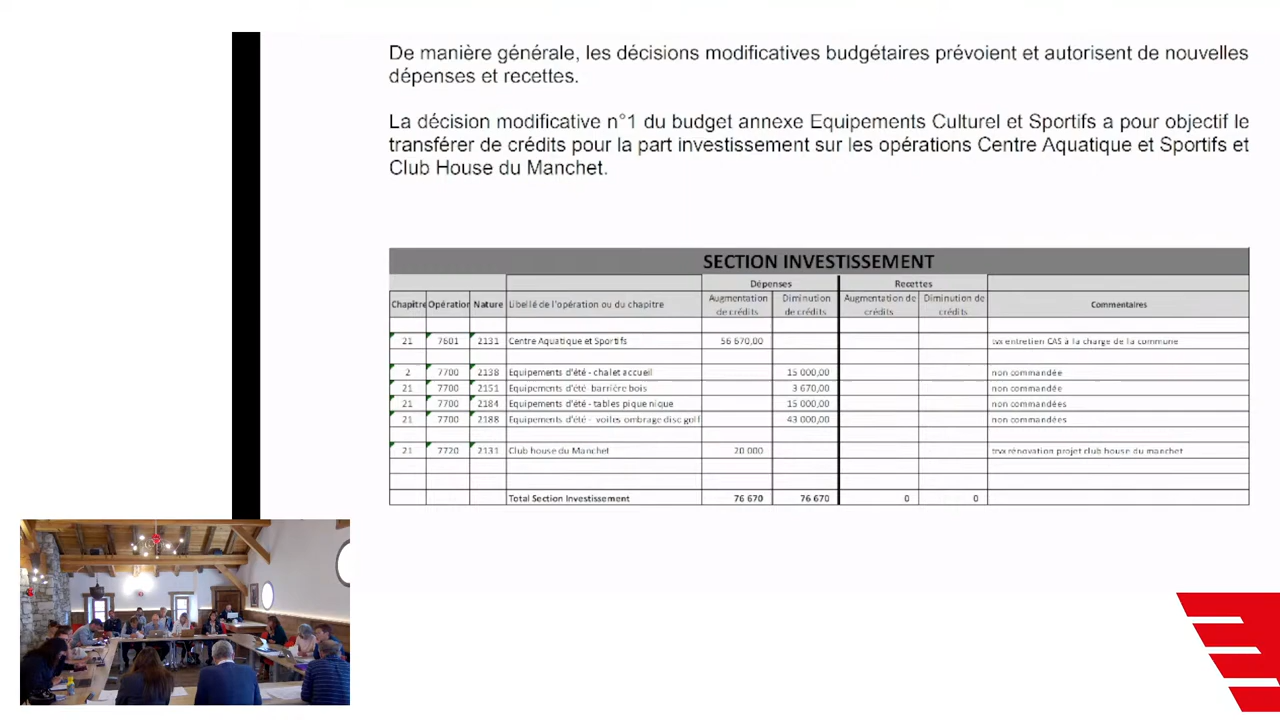 De manière générale, les décisions modificatives budgétaires prévoient et autorisent de nouvelles
dépenses et recettes.
La décision modificative n°1 du budget annexe Equipements Culturel et Sportifs a pour objectif le
transférer de crédits pour la part investissement sur les opérations Centre Aquatique et Sportifs et
Club House du Manchet.
SECTION INVESTISSEMENT
Dépenses Recettes
Chapitre Opération Nature Libellé de l'opération ou du chapitre Augmentation de crédits Diminution de crédits Augmentation de crédits Diminution de crédits Commentaires
21 7601 2131 Centre Aquatique et Sportifs 56 670,00 tvx entretien CAS à la charge de la commune
2 7700 2138 Equipements d'été - chalet accueil 15 000,00 non commandée
21 7700 2151 Equipements d'été barrière bois 3 670,00 non commandée
21 7700 2184 Equipements d'été - tables pique nique 15 000,00 non commandées
21 7700 2188 Equipements d'été - voiles ombrage disc golf 43 000,00 non commandées
21 7720 2131 Club house du Manchet 20 000 trvx rénovation projet club house du manchet
Total Section Investissement 76 670 76 670 0 0